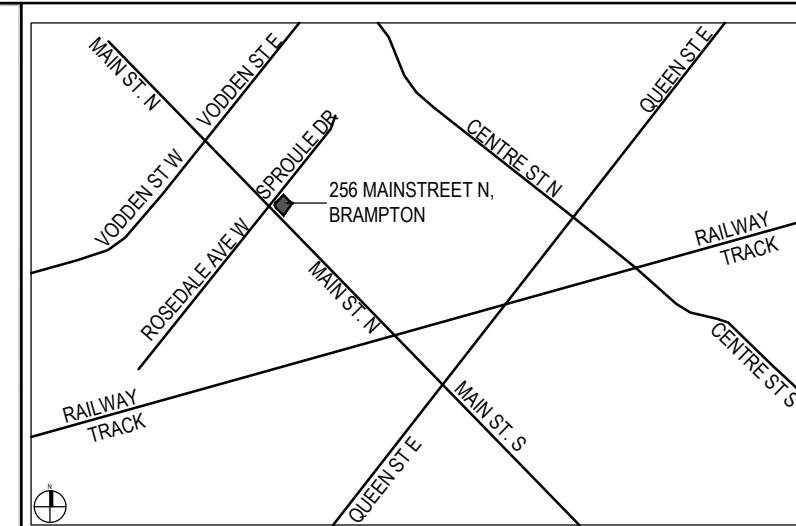 MAIN ST. N
VODDEN ST E
QUEEN ST E
VODDEN ST W
SPROULE DR
CENTRE ST N
256 MAINSTREET N,
BRAMPTON
RAILWAY
TRACK
ROSEDALE AVE W
MAIN ST. N
CENTRE ST S
RAILWAY
TRACK
MAIN ST. S
QUEEN ST E
N